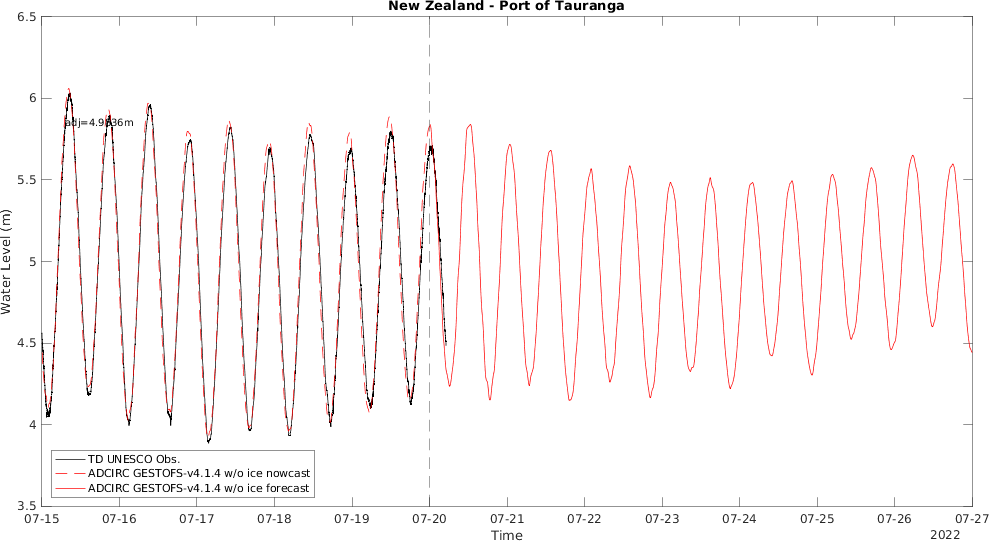 New Zealand - Port of Tauranga
6.5
6
5.5
5
4.5
4
3.5
Water Level (m)
TD UNESCO Obs.
ADCIRC GESTOFS-v4.1.4 w/o ice nowcast
ADCIRC GESTOFS-v4.1.4 w/o ice forecast
07-15 07-16 07-17 07-18 07-19 07-20 07-21 07-22 07-23 07-24 07-25 07-26 07-27
Time
2022